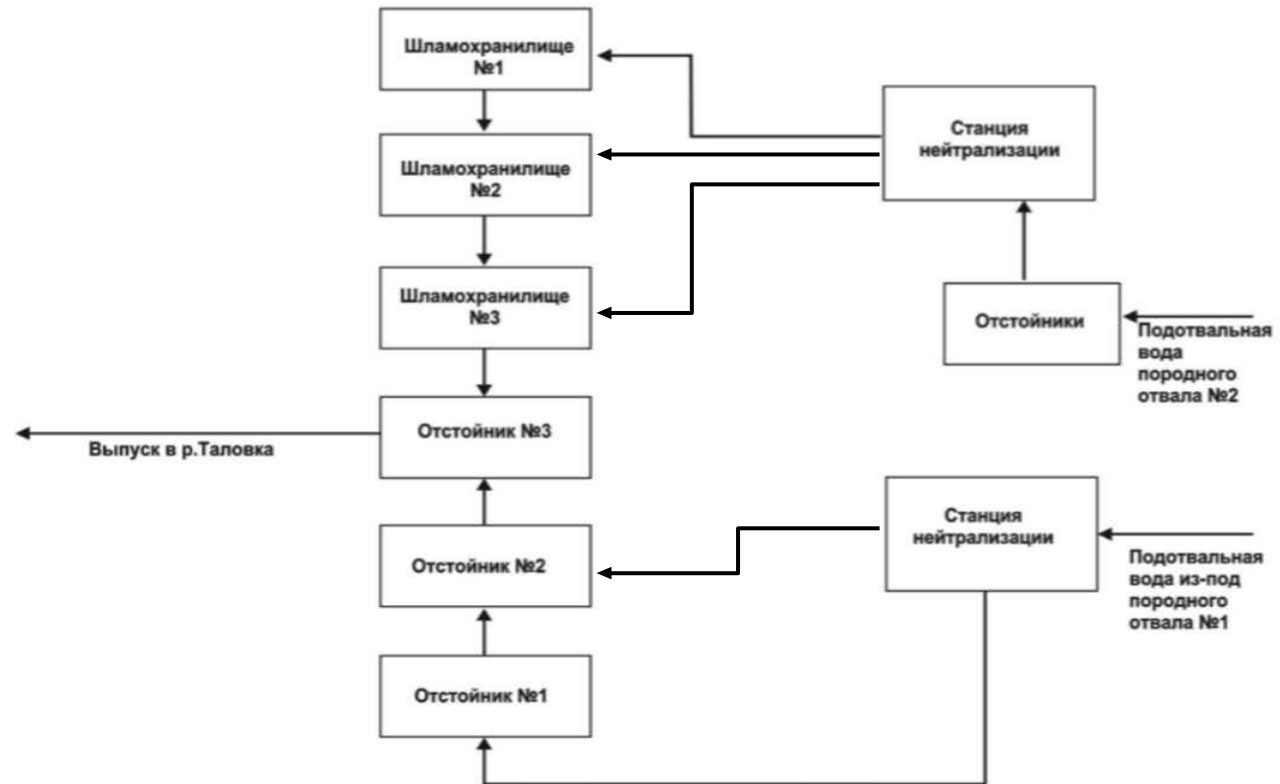 Шламохранилище
№1
Станция
нейтрализации
Шламохранилище
№2
Шламохранилище
№3
Отстойники
Подотвальная
вода
породного
отвала №2
Отстойник №3
Выпуск в р.Таловка
Станция
нейтрализации
Отстойник №2
Подотвальная
вода из-под
породного
отвала №1
Отстойник №1